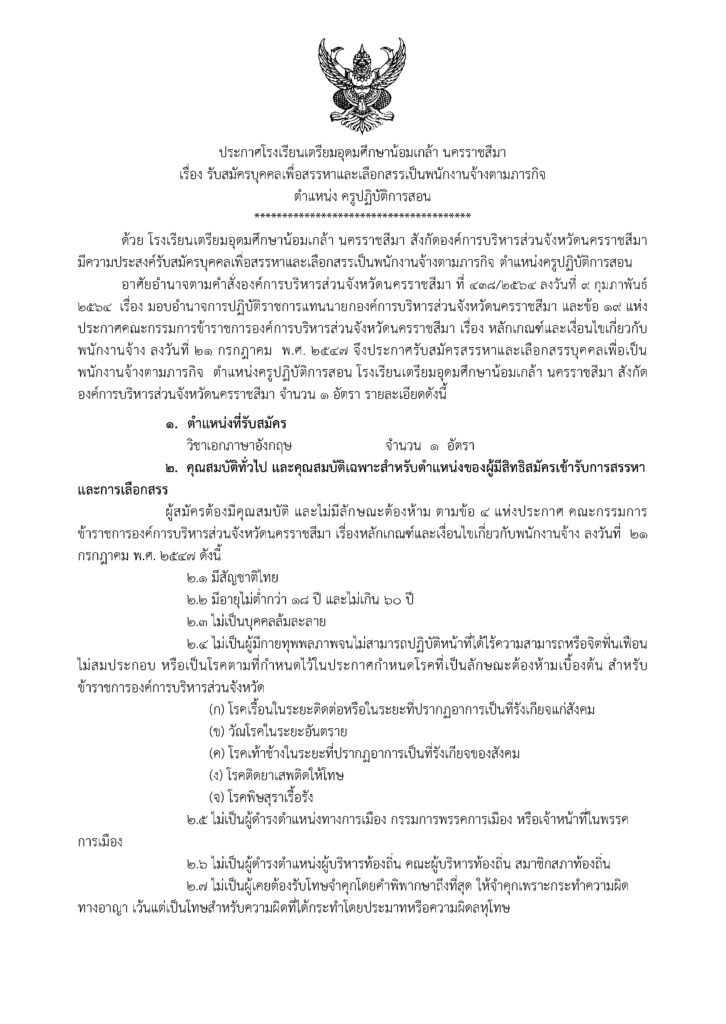 ประกาศโรงเรียนเตรียมอุดมศึกษาน้อมเกล้า นครราชสีมา
เรื่อง รับสมัครบุคคลเพื่อสรรหาและเลือกสรรเป็นพนักงานจ้างตามภารกิจ
ตำแหน่ง ครูปฏิบัติการสอน
***************************************
ด้วย โรงเรียนเตรียมอุดมศึกษาน้อมเกล้า นครราชสีมา สังกัดองค์การบริหารส่วนจังหวัดนครราชสีมา
มีความประสงค์รับสมัครบุคคลเพื่อสรรหาและเลือกสรรเป็นพนักงานจ้างตามภารกิจ ตำแหน่งครูปฏิบัติการสอน
อาศัยอำนาจตามคำสั่งองค์การบริหารส่วนจังหวัดนครราชสีมา ที่ ๔๓๘/๒๕๖๔ ลงวันที่ ๙ กุมภาพันธ์
๒๕๖๔ เรื่อง มอบอำนาจการปฏิบัติราชการแทนนายกองค์การบริหารส่วนจังหวัดนครราชสีมา และข้อ ๑๙ แห่ง
ประกาศคณะกรรมการข้าราชการองค์การบริหารส่วนจังหวัดนครราชสีมา เรื่อง หลักเกณฑ์และเงื่อนไขเกี่ยวกับ
พนักงานจ้าง ลงวันที่ ๒๑ กรกฎาคม พ.ศ. ๒๕๔๗ จึงประกาศรับสมัครสรรหาและเลือกสรรบุคคลเพื่อเป็น
พนักงานจ้างตามภารกิจ ตำแหน่งครูปฏิบัติการสอน โรงเรียนเตรียมอุดมศึกษาน้อมเกล้า นครราชสีมา สังกัด
องค์การบริหารส่วนจังหวัดนครราชสีมา จำนวน ๑ อัตรา รายละเอียดดังนี้
๑. ตำแหน่งที่รับสมัคร
วิชาเอกภาษาอังกฤษ จำนวน ๑ อัตรา
๒. คุณสมบัติทั่วไป และคุณสมบัติเฉพาะสำหรับตำแหน่งของผู้มีสิทธิสมัครเข้ารับการสรรหา
และการเลือกสรร
ผู้สมัครต้องมีคุณสมบัติ และไม่มีลักษณะต้องห้าม ตามข้อ ๔ แห่งประกาศ คณะกรรมการ
ข้าราชการองค์การบริหารส่วนจังหวัดนครราชสีมา เรื่องหลักเกณฑ์และเงื่อนไขเกี่ยวกับพนักงานจ้าง ลงวันที่ ๒๑
กรกฎาคม พ.ศ. ๒๕๔๗ ดังนี้
๒.๑ มีสัญชาติไทย
๒.๒ มีอายุไม่ต่ำกว่า ๑๘ ปี และไม่เกิน ๖๐ ปี
๒.๓ ไม่เป็นบุคคลล้มละลาย
๒.๔ ไม่เป็นผู้มีกายทุพพลภาพจนไม่สามารถปฏิบัติหน้าที่ได้ไร้ความสามารถหรือจิตฟั่นเฟือน
ไม่สมประกอบ หรือเป็นโรคตามที่กำหนดไว้ในประกาศกำหนดโรคที่เป็นลักษณะต้องห้ามเบื้องต้น สำหรับ
ข้าราชการองค์การบริหารส่วนจังหวัด
(ก) โรคเรื้อนในระยะติดต่อหรือในระยะที่ปรากฏอาการเป็นที่รังเกียจแก่สังคม
(ข) วัณโรคในระยะอันตราย
(ค) โรคเท้าช้างในระยะที่ปรากฏอาการเป็นที่รังเกียจของสังคม
(ง) โรคติดยาเสพติดให้โทษ
(จ) โรคพิษสุราเรื้อรัง
๒.๕ ไม่เป็นผู้ดำรงตำแหน่งทางการเมือง กรรมการพรรคการเมือง หรือเจ้าหน้าที่ในพรรค
การเมือง
๒.๖ ไม่เป็นผู้ดำรงตำแหน่งผู้บริหารท้องถิ่น คณะผู้บริหารท้องถิ่น สมาชิกสภาท้องถิ่น
๒.๗ ไม่เป็นผู้เคยต้องรับโทษจำคุกโดยคำพิพากษาถึงที่สุด ให้จำคุกเพราะกระทำความผิด
ทางอาญา เว้นแต่เป็นโทษสำหรับความผิดที่ได้กระทำโดยประมาทหรือความผิดลหุโทษ